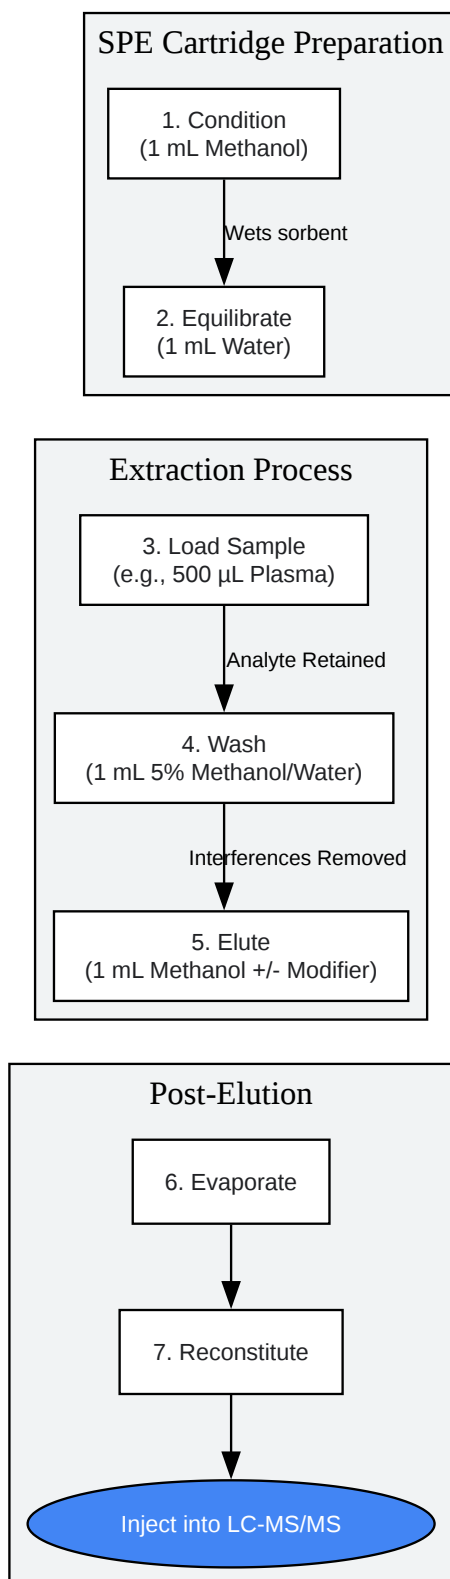 SPE Cartridge Preparation
1. Condition
(1 mL Methanol)
Wets sorbent
2. Equilibrate
(1 mL Water)
Extraction Process
3. Load Sample
(e.g., 500 µL Plasma)
Analyte Retained
4. Wash
(1 mL 5% Methanol/Water)
Interferences Removed
5. Elute
(1 mL Methanol +/- Modifier)
Post-Elution
6. Evaporate
7. Reconstitute
Inject into LC-MS/MS